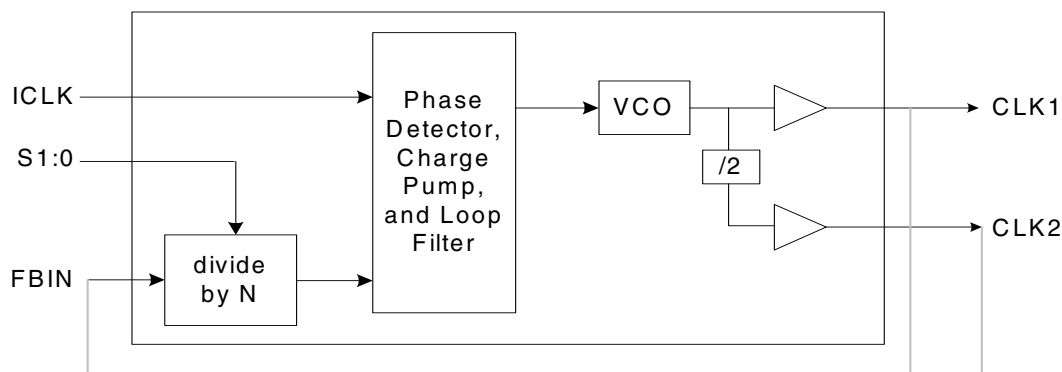 ICLK
S1:0
FBIN
divide
by N
Phase
Detector,
Charge
Pump,
and Loop
Filter
VCO
/2
CLK1
CLK2